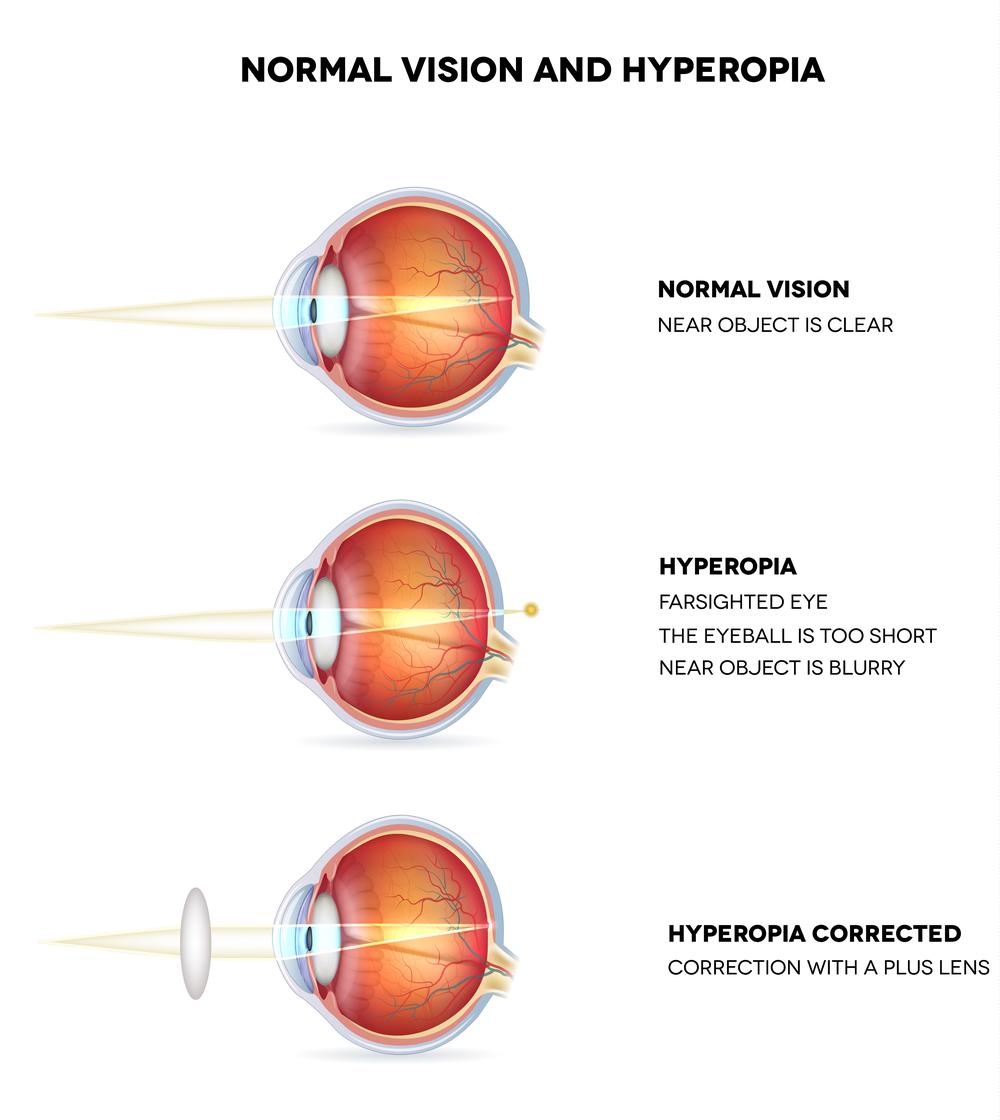 NORMAL VISION AND HYPEROPIA
NORMAL VISION
NEAR OBJECT IS CLEAR
HYPEROPIA
FARSIGHTED EYE
THE EYEBALL IS TOO SHORT
NEAR OBJECT IS BLURRY
HYPEROPIA CORRECTED
CORRECTION WITH A PLUS LENS